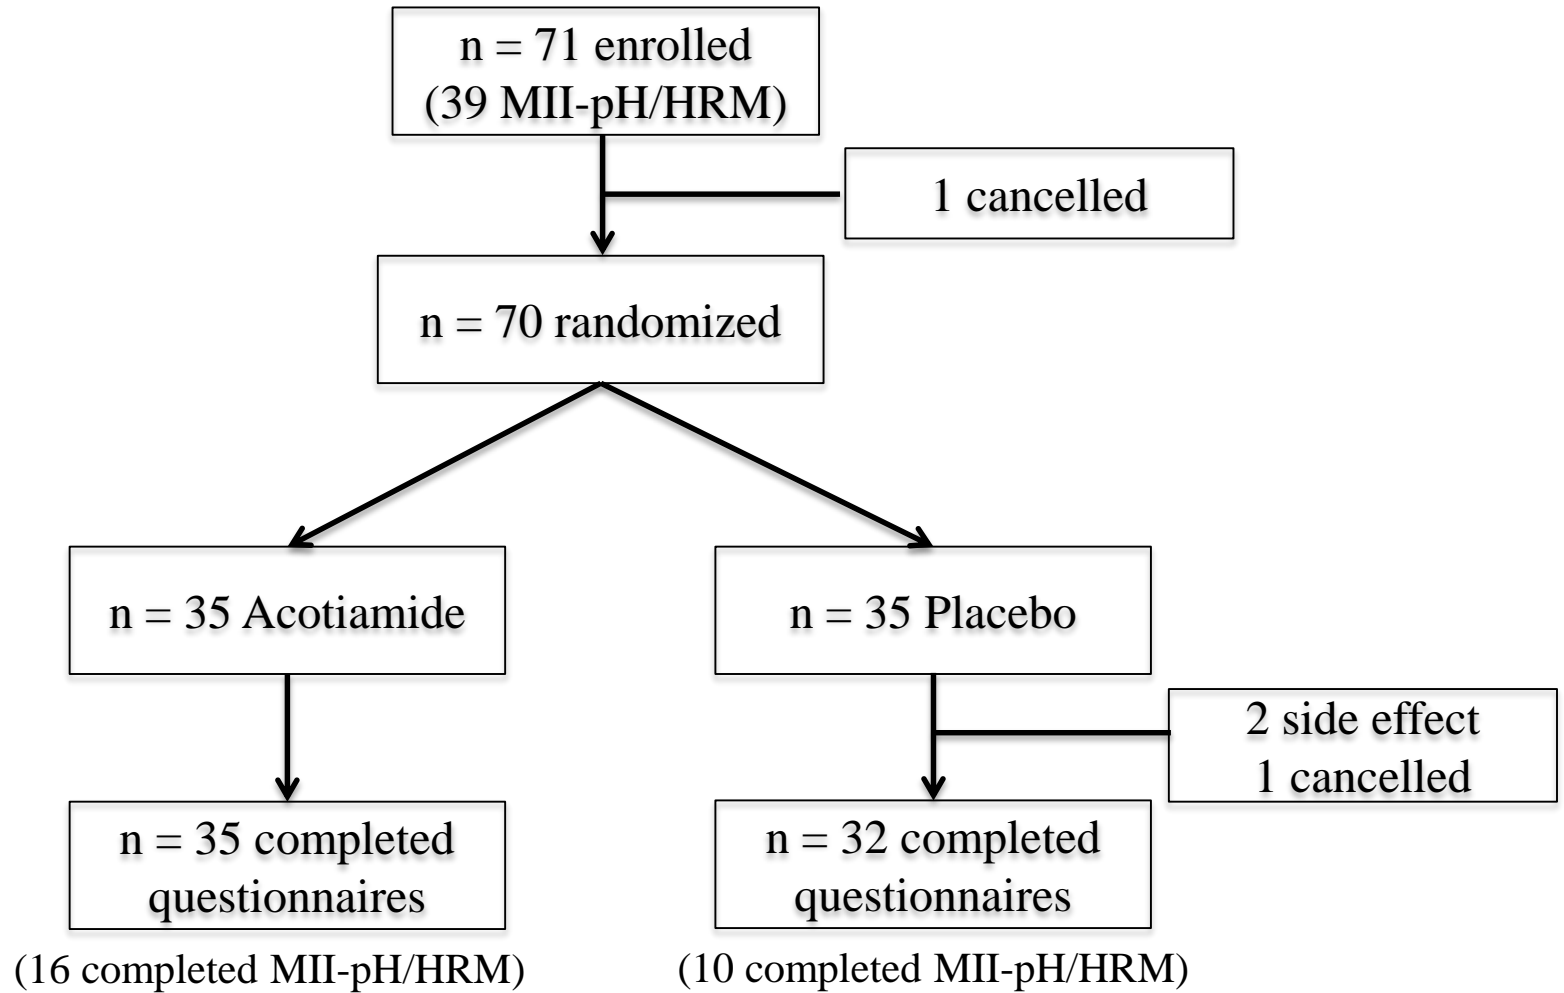 n = 71 enrolled
(39 MII-pH/HRM)
1 cancelled
n = 70 randomized
n = 35 Acotiamide
n = 35 Placebo
2 side effect
1 cancelled
n = 35 completed
questionnaires
n = 32 completed
questionnaires
(16 completed MII-pH/HRM)
(10 completed MII-pH/HRM)